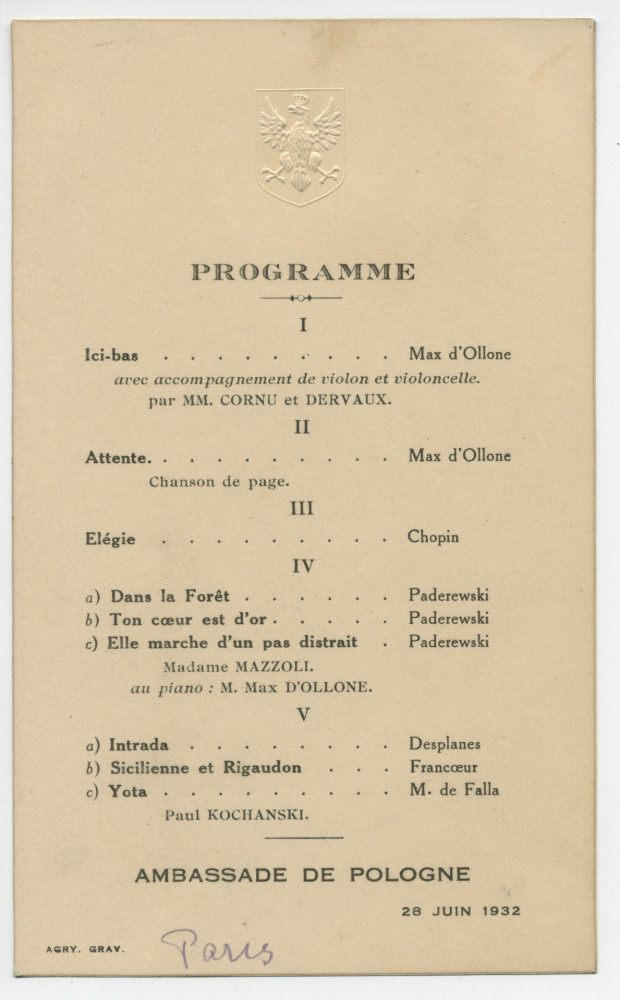 PROGRAMME
I
Ici-bas . . . . . . . . . Max d'Ollone
avec accompagnement de violon et violoncelle.
par MM. CORNU et DERVAUX.
II
Attente. . . . . . . . . . Max d'Ollone
Chanson de page.
III
Elégie . . . . . . . . . Chopin
IV
a) Dans la Forêt . . . . . . Paderewski
b) Ton cœur est d'or . . . . . Paderewski
c) Elle marche d'un pas distrait . Paderewski
Madame MAZZOLI.
au piano : M. Max D'OLLONE.
V
a) Intrada . . . . . . . . Desplanes
b) Sicilienne et Rigaudon . . . Francœur
c) Yota . . . . . . . . . M. de Falla
Paul KOCHANSKI.
AMBASSADE DE POLOGNE
28 JUIN 1932
AGRY. GRAV.
Paris